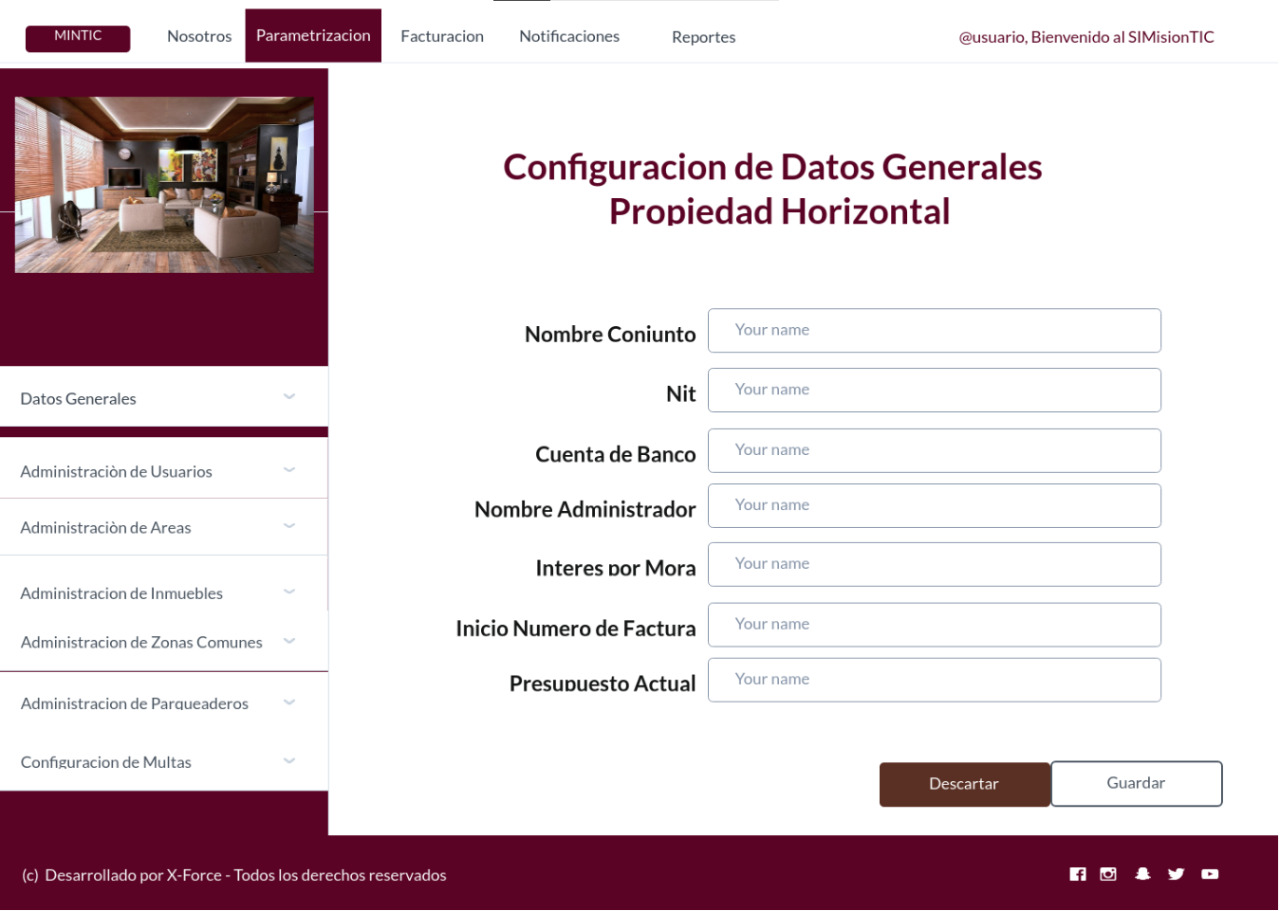 MINTIC
Nosotros
Parametrizacion
Facturacion
Notificaciones
Reportes
@usuario, Bienvenido al SIMisionTIC
Configuracion de Datos Generales
Propiedad Horizontal
Nombre Conjunto
Your name
Nit
Your name
Cuenta de Banco
Your name
Nombre Administrador
Your name
Interes por Mora
Your name
Inicio Numero de Factura
Your name
Presupuesto Actual
Your name
Datos Generales
Administraciòn de Usuarios
Administraciòn de Areas
Administracion de Inmuebles
Administracion de Zonas Comunes
Administracion de Parqueaderos
Configuracion de Multas
Descartar
Guardar
(c) Desarrollado por X-Force - Todos los derechos reservados